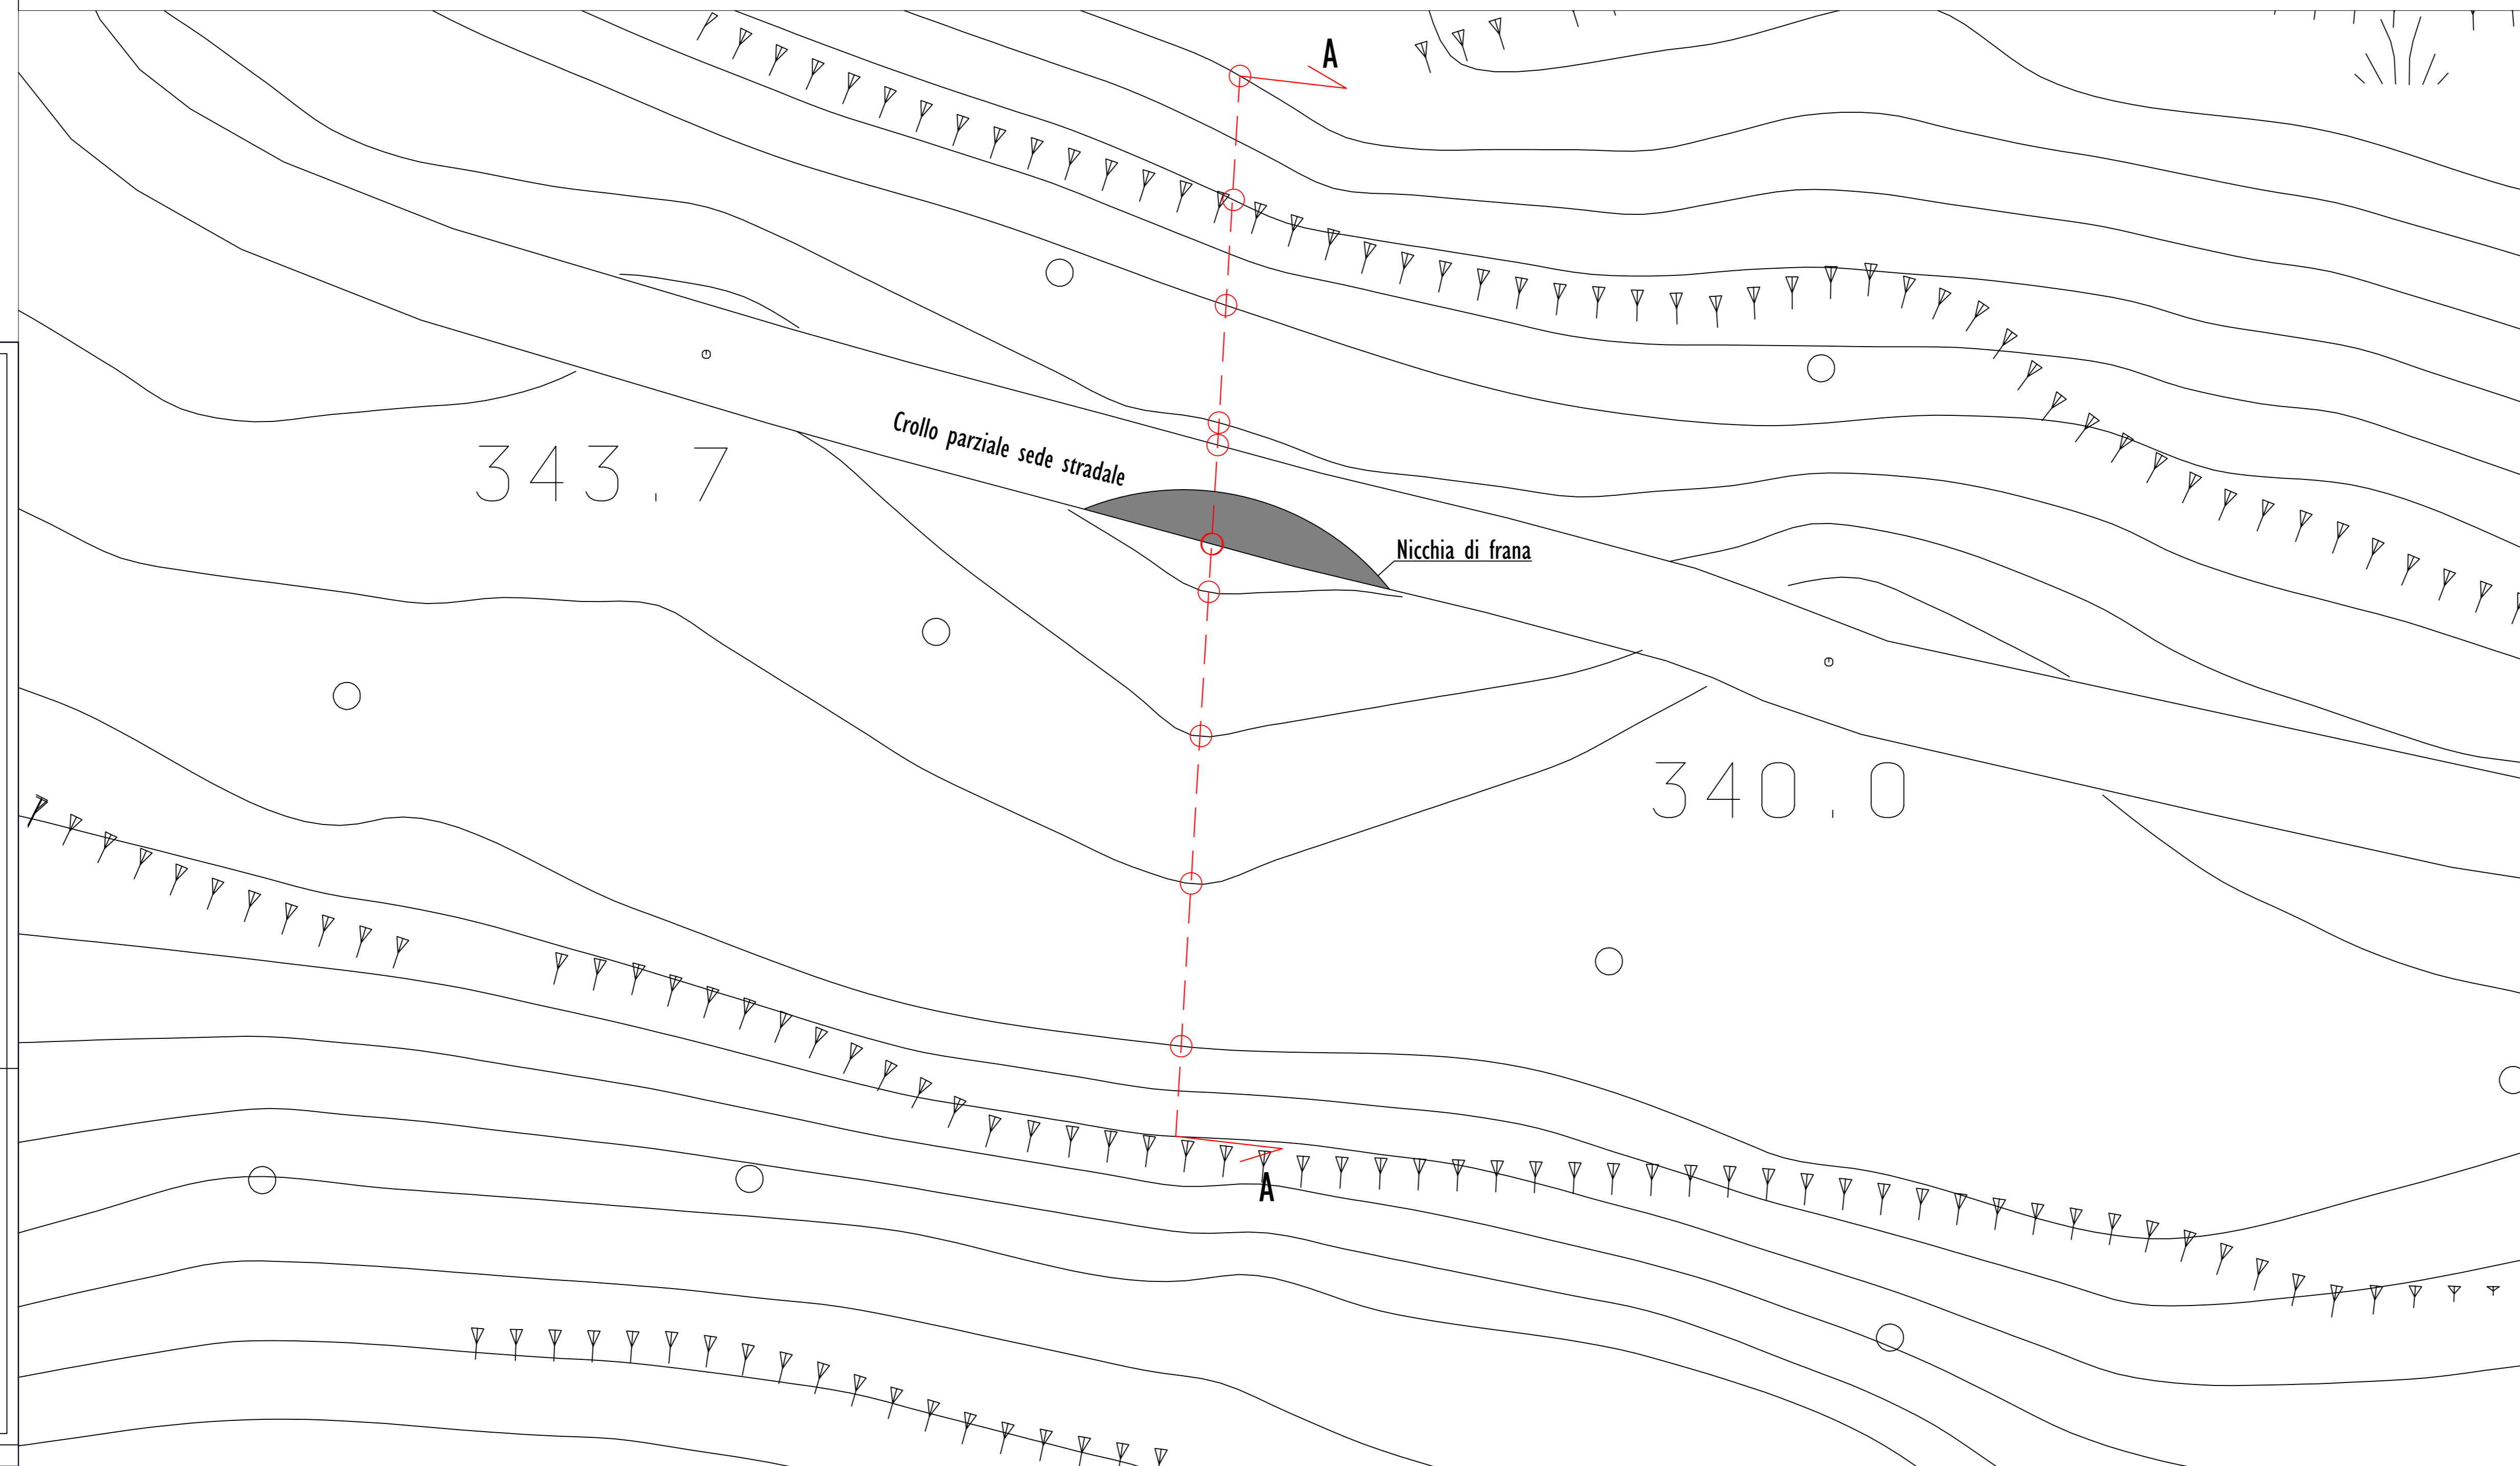 A
Crollo parziale sede stradale
343.7
Nicchia di frana
340.0
A